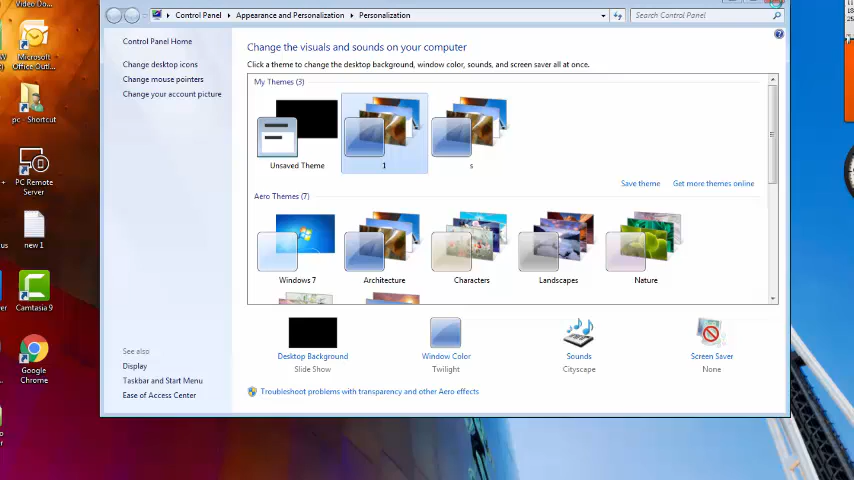 Video Do...
Control Panel
Appearance and Personalization
Personalization
Search Control Panel
Control Panel Home
Change desktop icons
Change mouse pointers
Change your account picture
See also
Display
Taskbar and Start Menu
Ease of Access Center
Change the visuals and sounds on your computer
Click a theme to change the desktop background, window color, sounds, and screen saver all at once.
My Themes (3)
Unsaved Theme
1
s
Save theme
Get more themes online
Aero Themes (7)
Windows 7
Architecture
Characters
Landscapes
Nature
Desktop Background
Slide Show
Window Color
Twilight
Sounds
Cityscape
Screen Saver
None
Troubleshoot problems with transparency and other Aero effects
Microsoft
Office Outl...
pc - Shortcut
PC Remote
Server
new 1
Camtasia 9
Google
Chrome